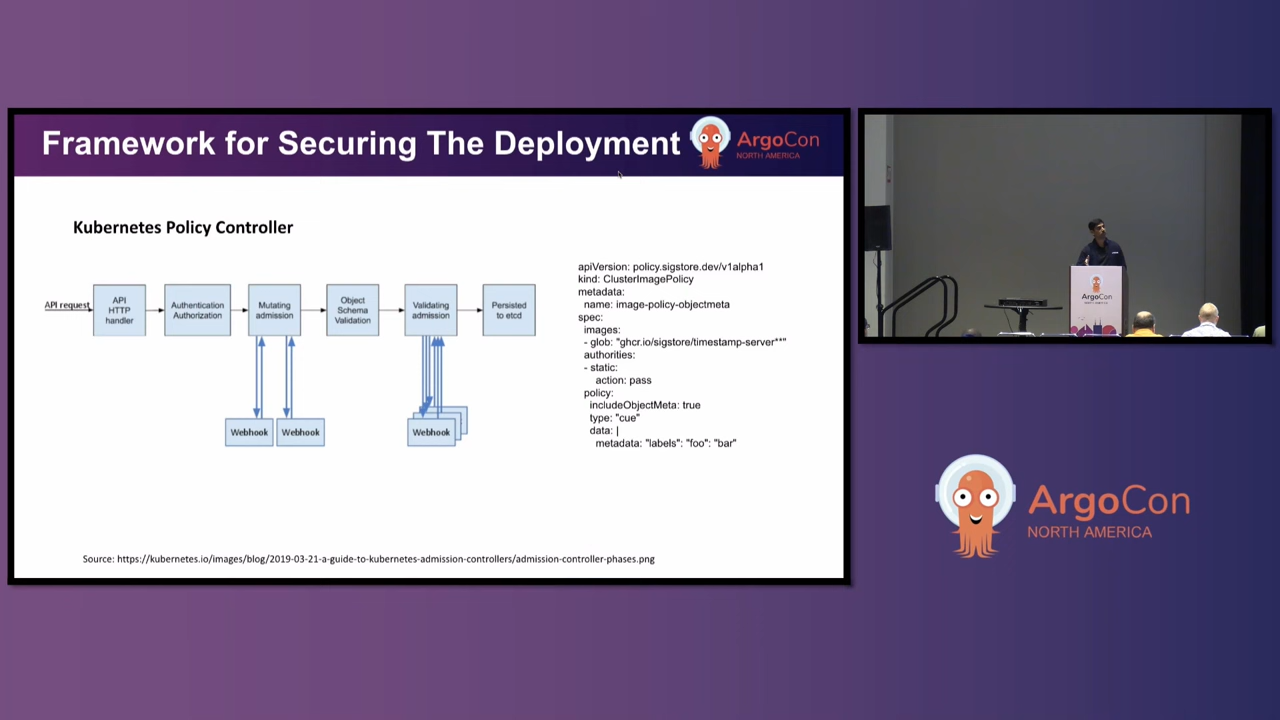 Framework for Securing The Deployment
ArgoCon
NORTH AMERICA
Kubernetes Policy Controller
API request
API
HTTP
handler
Authentication
Authorization
Mutating
admission
Object
Schema
Validation
Validating
admission
Persisted
to etcd
Webhook
Webhook
Webhook
apiVersion: policy.sigstore.dev/v1alpha1
kind: ClusterImagePolicy
metadata:
name: image-policy-objectmeta
spec:
images:
- glob: "ghcr.io/sigstore/timestamp-server**"
authorities:
- static:
action: pass
policy:
includeObjectMeta: true
type: "cue"
data: |
metadata: "labels": "foo": "bar"
Source: https://kubernetes.io/images/blog/2019-03-21-a-guide-to-kubernetes-admission-controllers/admission-controller-phases.png
ArgoCon
ArgoCon
NORTH AMERICA